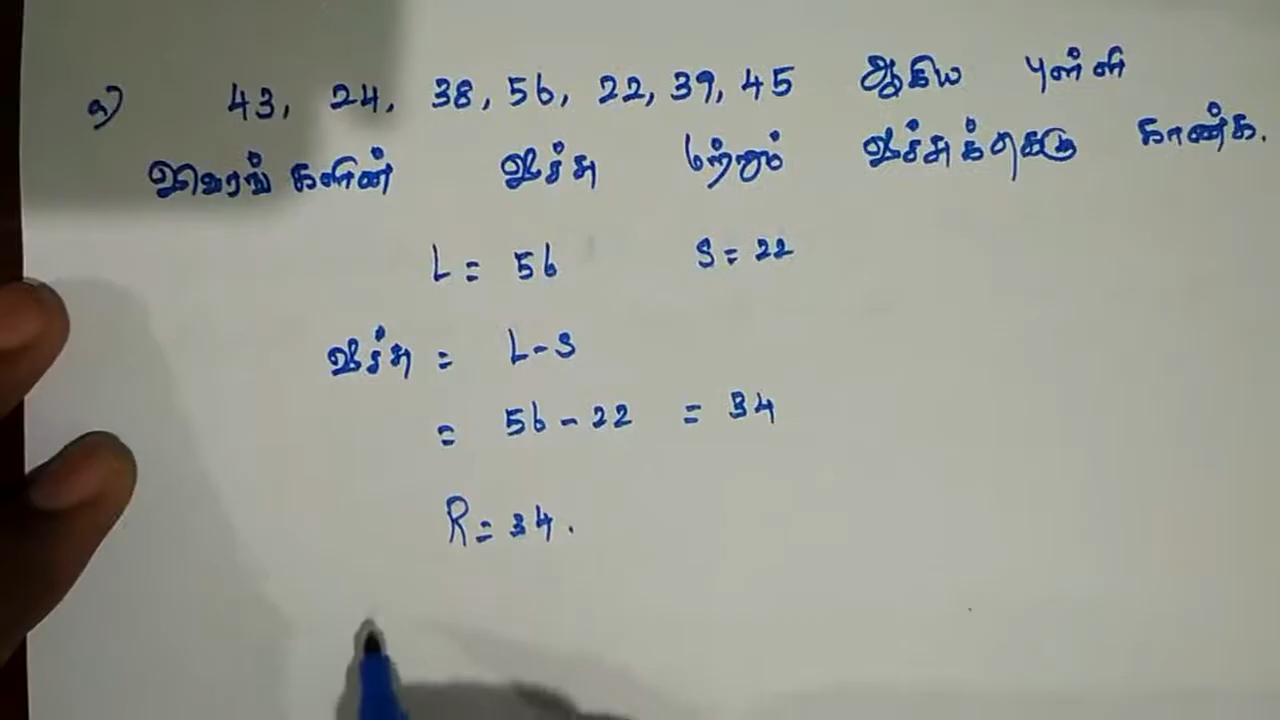 எ) 43, 24, 38, 56, 22, 39, 45 ஆகிய புள்ளி
விவரங்களின் வீச்சு மற்றும் வீச்சுக்கெழு காண்க.
L = 56 S = 22
வீச்சு = L - S
= 56 - 22 = 34
R = 34.